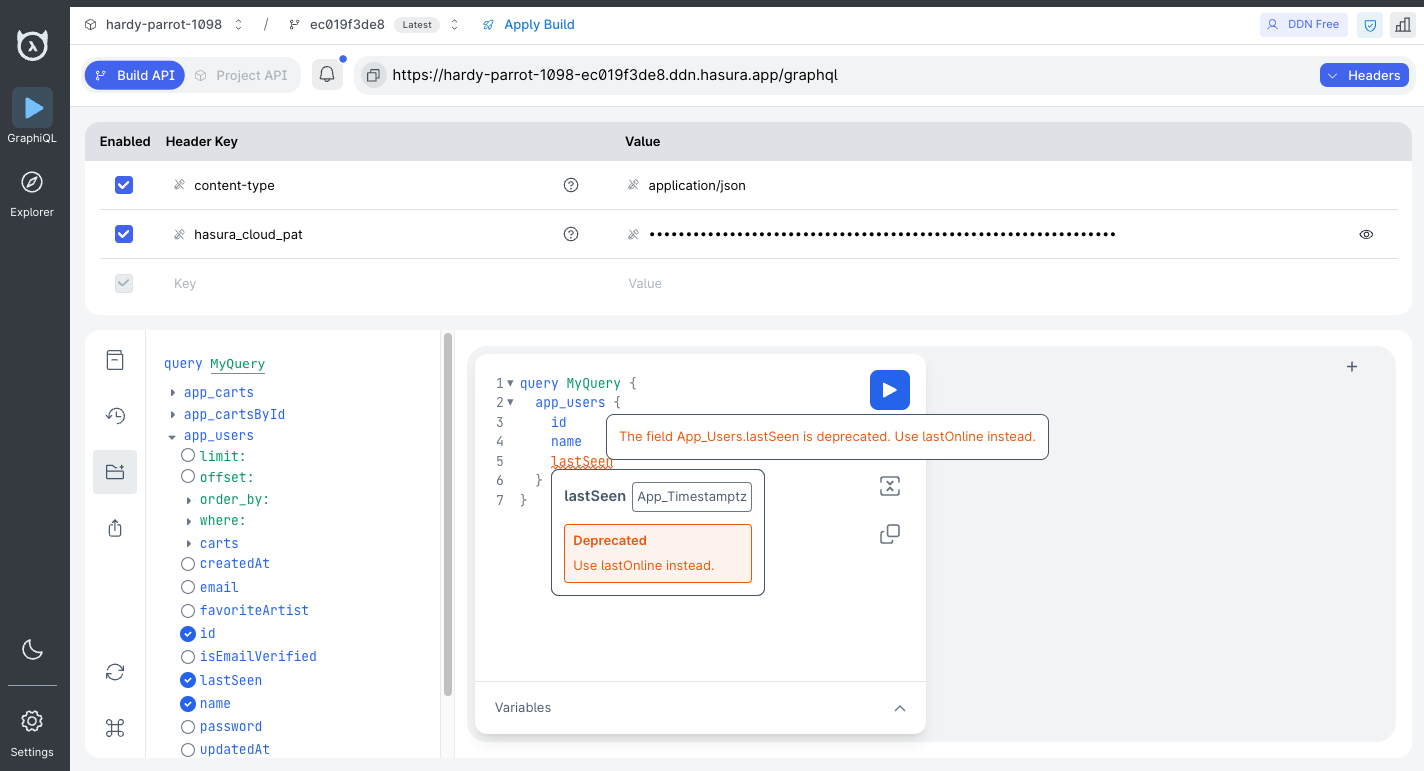 hardy-parrot-1098 / ec019f3de8 Latest Apply Build DDN Free
GraphiQL
Explorer
Settings
Build API Project API https://hardy-parrot-1098-ec019f3de8.ddn.hasura.app/graphql Headers
Enabled Header Key Value
content-type application/json
hasura_cloud_pat ••••••••••••••••••••••••••••••••••••••••••••••••••••••••••••••••
Key Value
query MyQuery
app_carts
app_cartsById
app_users
limit:
offset:
order_by:
where:
carts
createdAt
email
favoriteArtist
id
isEmailVerified
lastSeen
name
password
updatedAt
1 query MyQuery {
2 app_users {
3 id
4 name
5 lastSeen
6 }
7 }
The field App_Users.lastSeen is deprecated. Use lastOnline instead.
lastSeen App_Timestamptz
Deprecated
Use lastOnline instead.
Variables